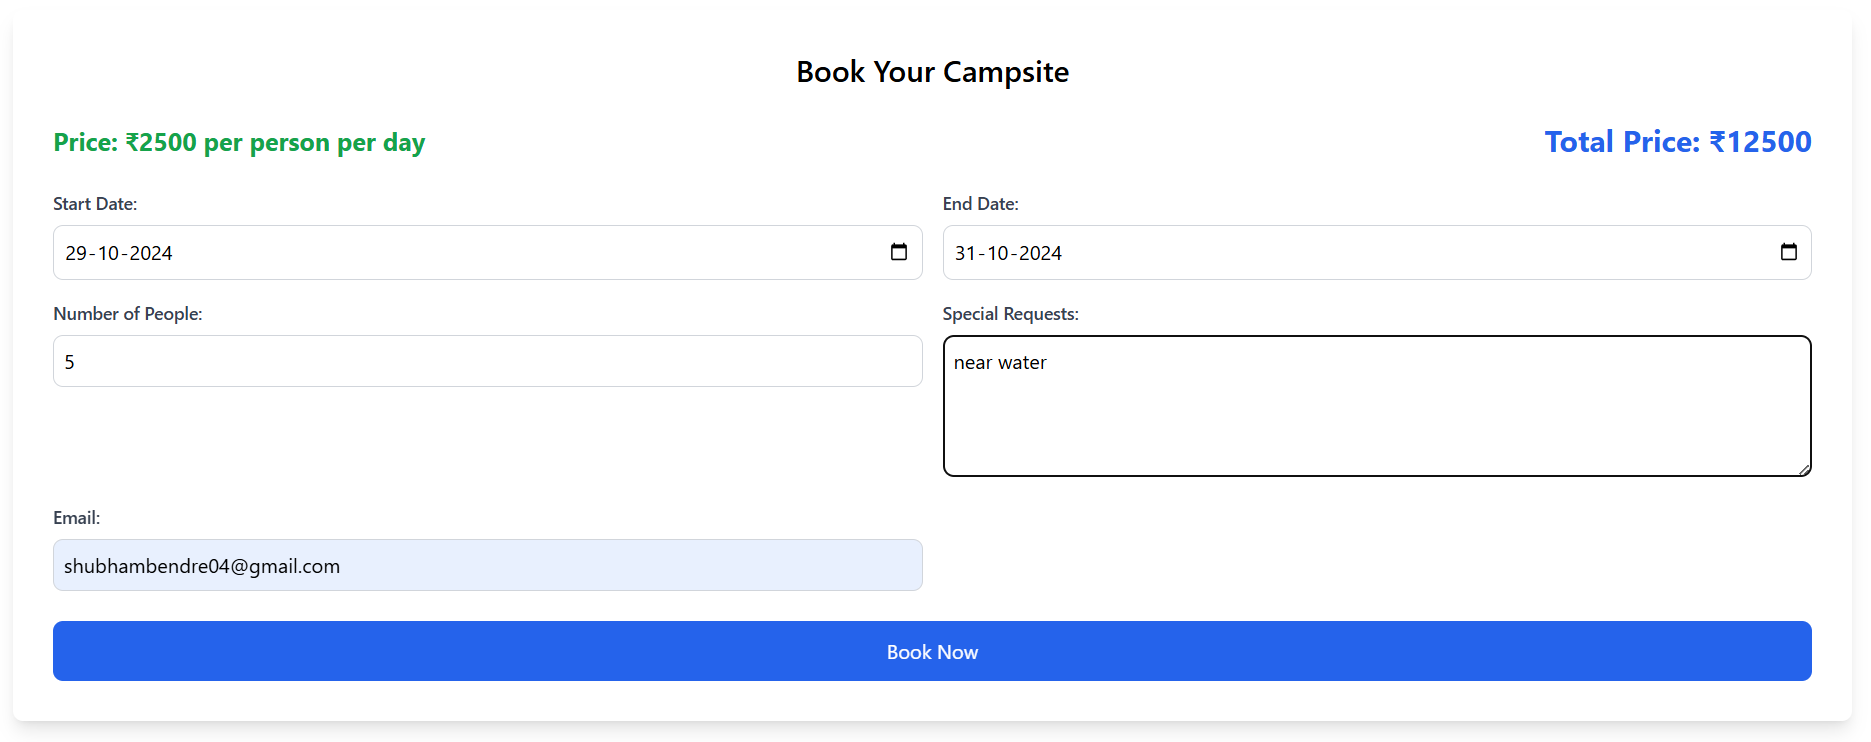 Book Your Campsite
Price: ₹2500 per person per day
Total Price: ₹12500
Start Date:
End Date:
29-10-2024
31-10-2024
Number of People:
Special Requests:
5
near water
Email:
shubhambendre04@gmail.com
Book Now